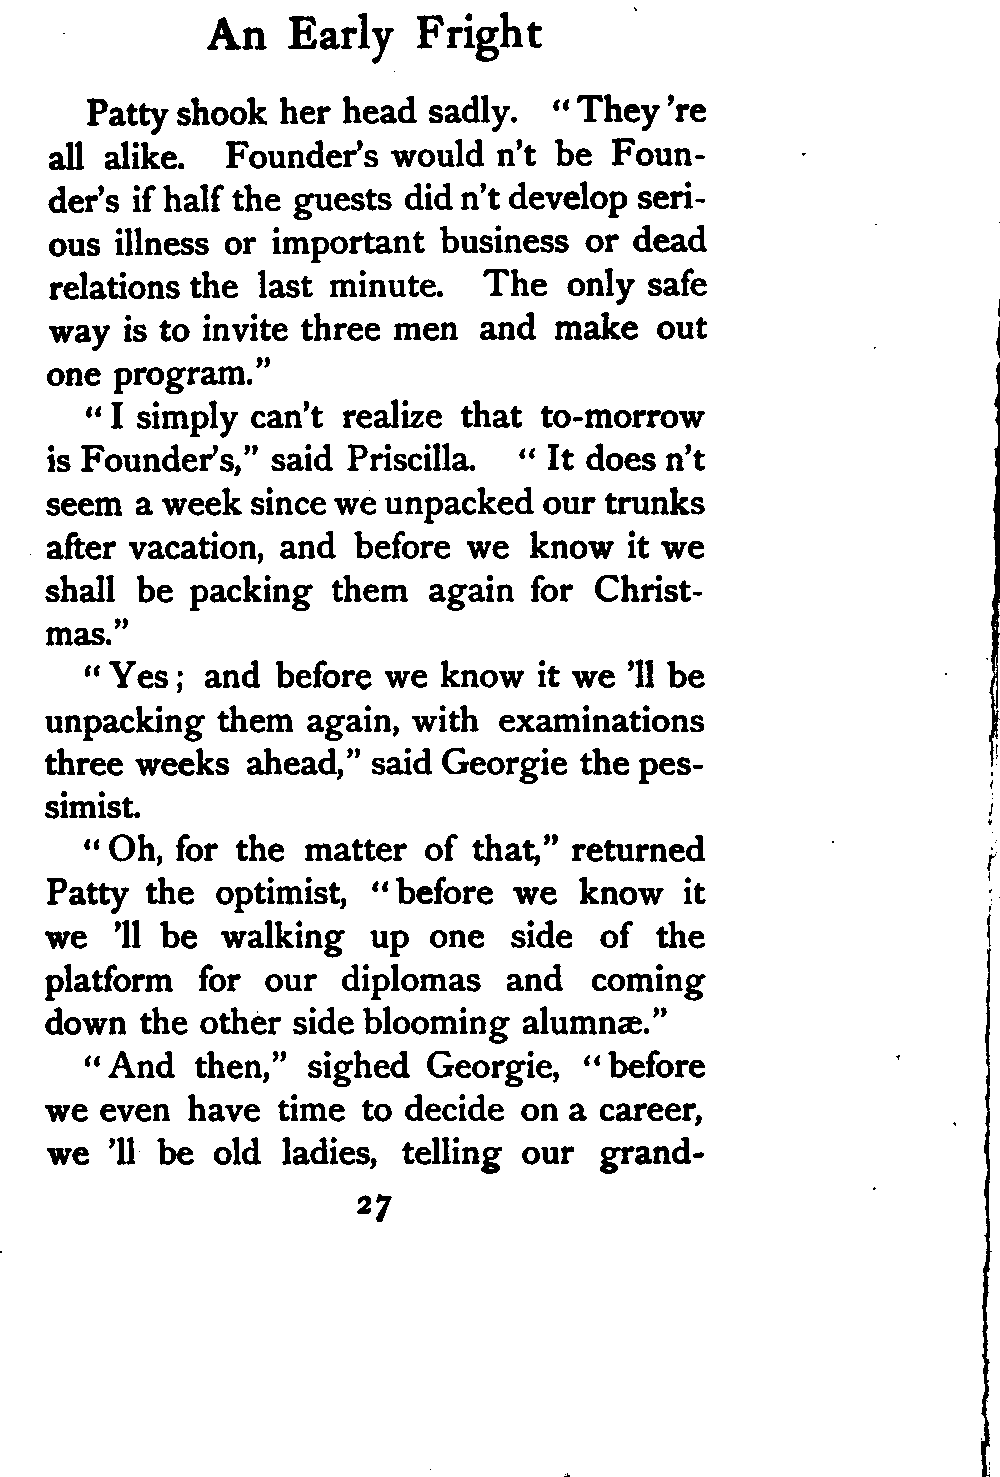 An Early Fright
Patty shook her head sadly. “They 're
all alike. Founder's would n't be Foun-
der's if half the guests did n't develop seri-
ous illness or important business or dead
relations the last minute. The only safe
way is to invite three men and make out
one program.”
“I simply can't realize that to-morrow
is Founder's,” said Priscilla. “It does n't
seem a week since we unpacked our trunks
after vacation, and before we know it we
shall be packing them again for Christ-
mas.”
“Yes; and before we know it we 'll be
unpacking them again, with examinations
three weeks ahead,” said Georgie the pes-
simist.
“Oh, for the matter of that,” returned
Patty the optimist, “before we know it
we 'll be walking up one side of the
platform for our diplomas and coming
down the other side blooming alumnæ.”
“And then,” sighed Georgie, “before
we even have time to decide on a career,
we 'll be old ladies, telling our grand-
27